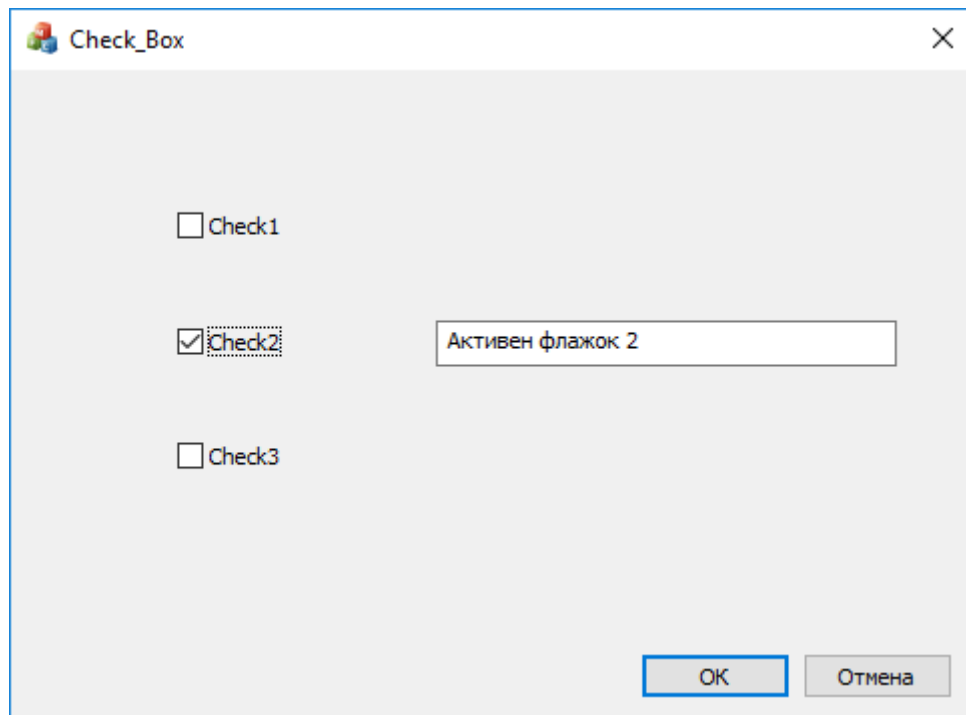 Check_Box
Check1
Check2
Активен флажок 2
Check3
OK
Отмена